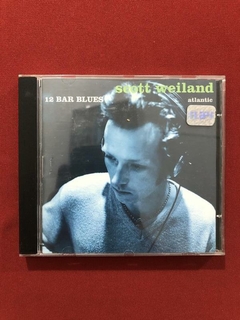 scott weiland
12 BAR BLUES
atlantic